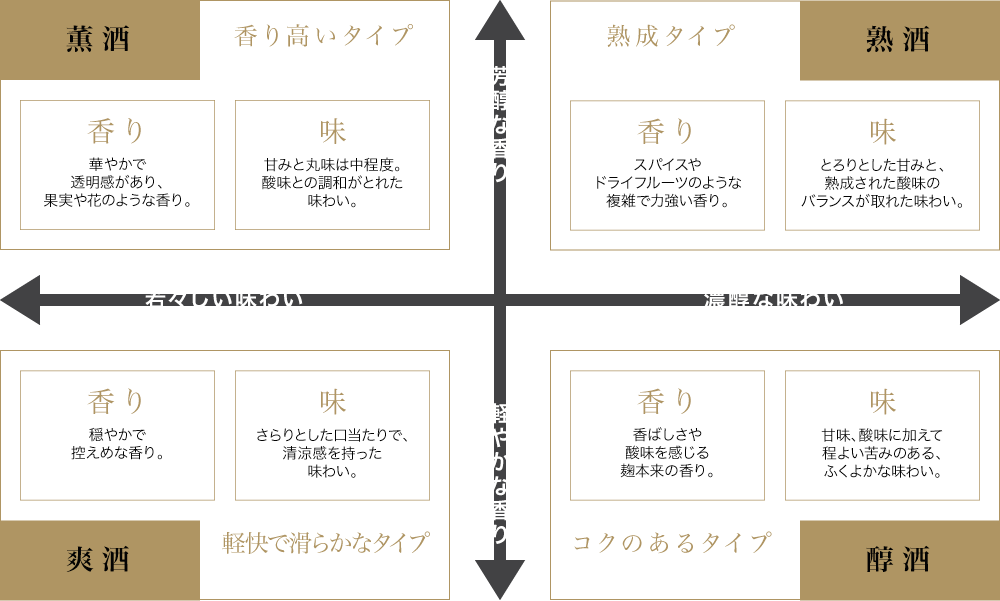 薫酒
香り高いタイプ
香り
華やかで
透明感があり、
果実や花のような香り。
味
甘みと丸味は中程度。
酸味との調和がとれた
味わい。
芳醇な香り
熟成タイプ
熟酒
香り
スパイスや
ドライフルーツのような
複雑で力強い香り。
味
とろりとした甘みと、
熟成された酸味の
バランスが取れた味わい。
若々しい味わい
濃醇な味わい
香り
穏やかで
控えめな香り。
味
さらりとした口当たりで、
清涼感を持った
味わい。
爽酒
軽快で滑らかなタイプ
軽やかな香り
香り
香ばしさや
酸味を感じる
麹本来の香り。
味
甘味、酸味に加えて
程よい苦みのある、
ふくよかな味わい。
コクのあるタイプ
醇酒